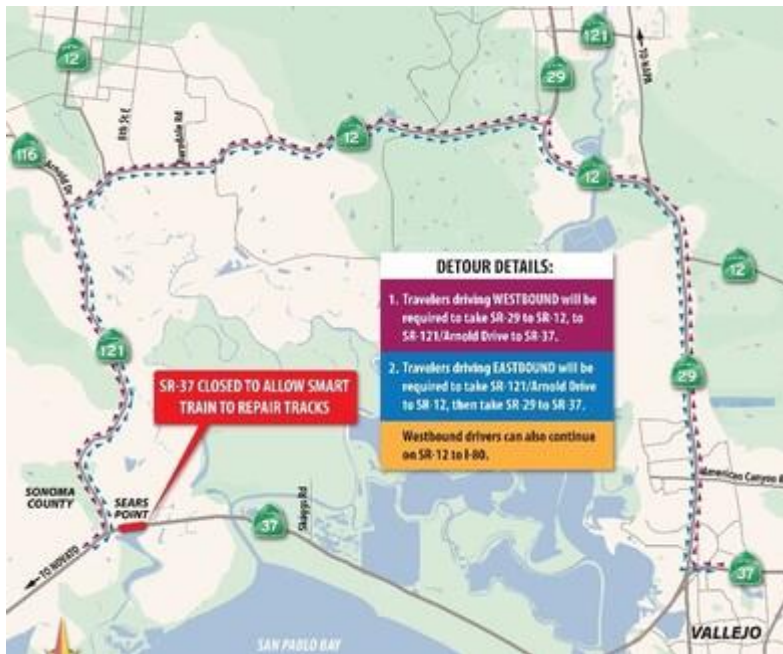 121
TO NAPA
12
29
8th St E
12
116
Arnold Dr
12
12
DETOUR DETAILS:
1. Travelers driving WESTBOUND will be
required to take SR-29 to SR-12, to
SR-121/Arnold Drive to SR-37.
2. Travelers driving EASTBOUND will be
required to take SR-121/Arnold Drive
to SR-12, then take SR-29 to SR-37.
Westbound drivers can also continue
on SR-12 to I-80.
121
29
SR-37 CLOSED TO ALLOW SMART
TRAIN TO REPAIR TRACKS
American Canyon
SONOMA
COUNTY
SEARS
POINT
37
Skaggs Rd
TO NOVATO
37
VALLEJO
SAN PABLO BAY